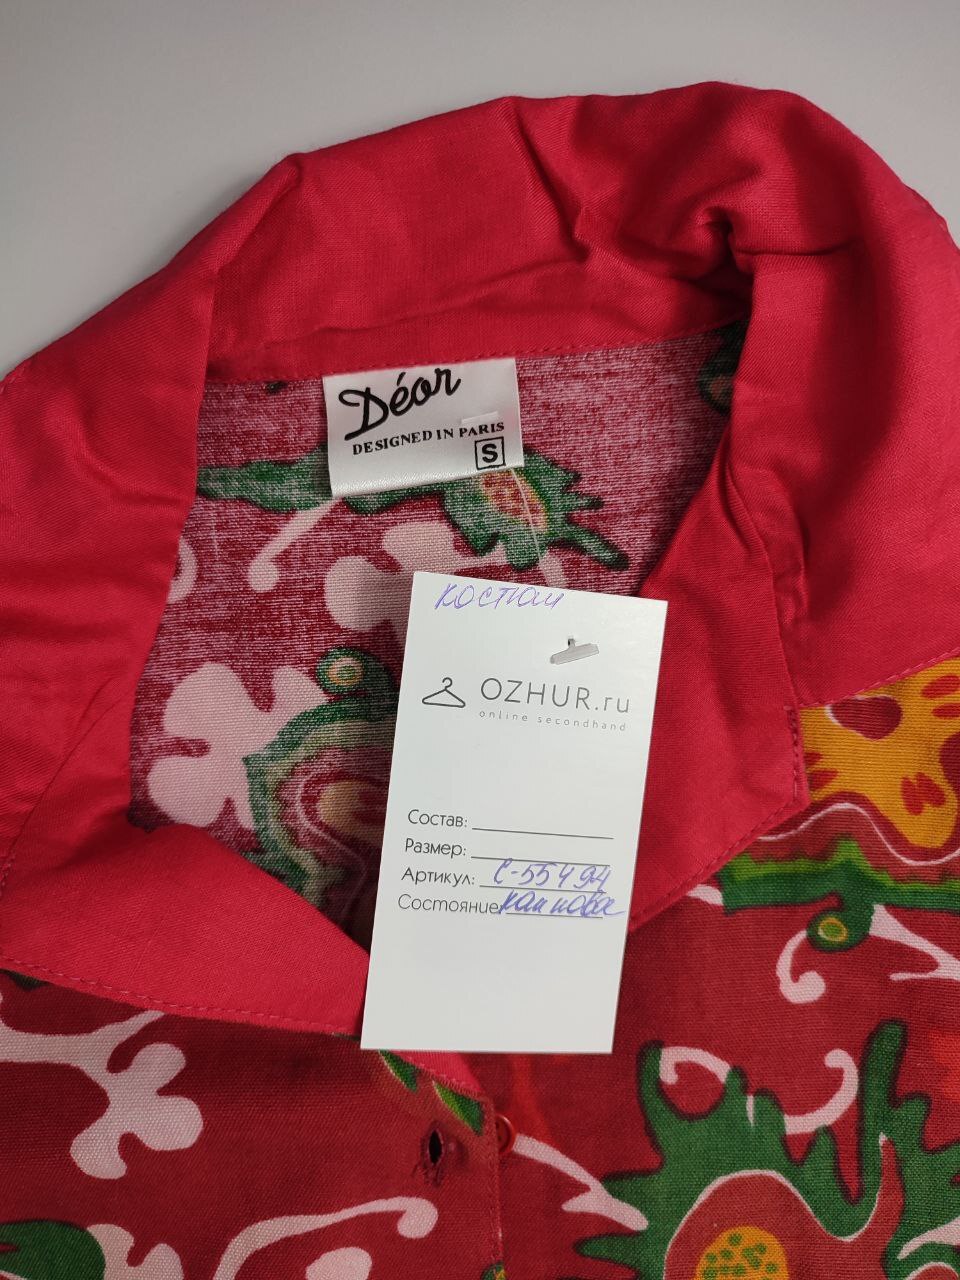 Déor
DESIGNED IN PARIS
S
костюм
OZHUR.ru
online secondhand
Состав:
Размер:
Артикул: С-55494
Состояние: как новое